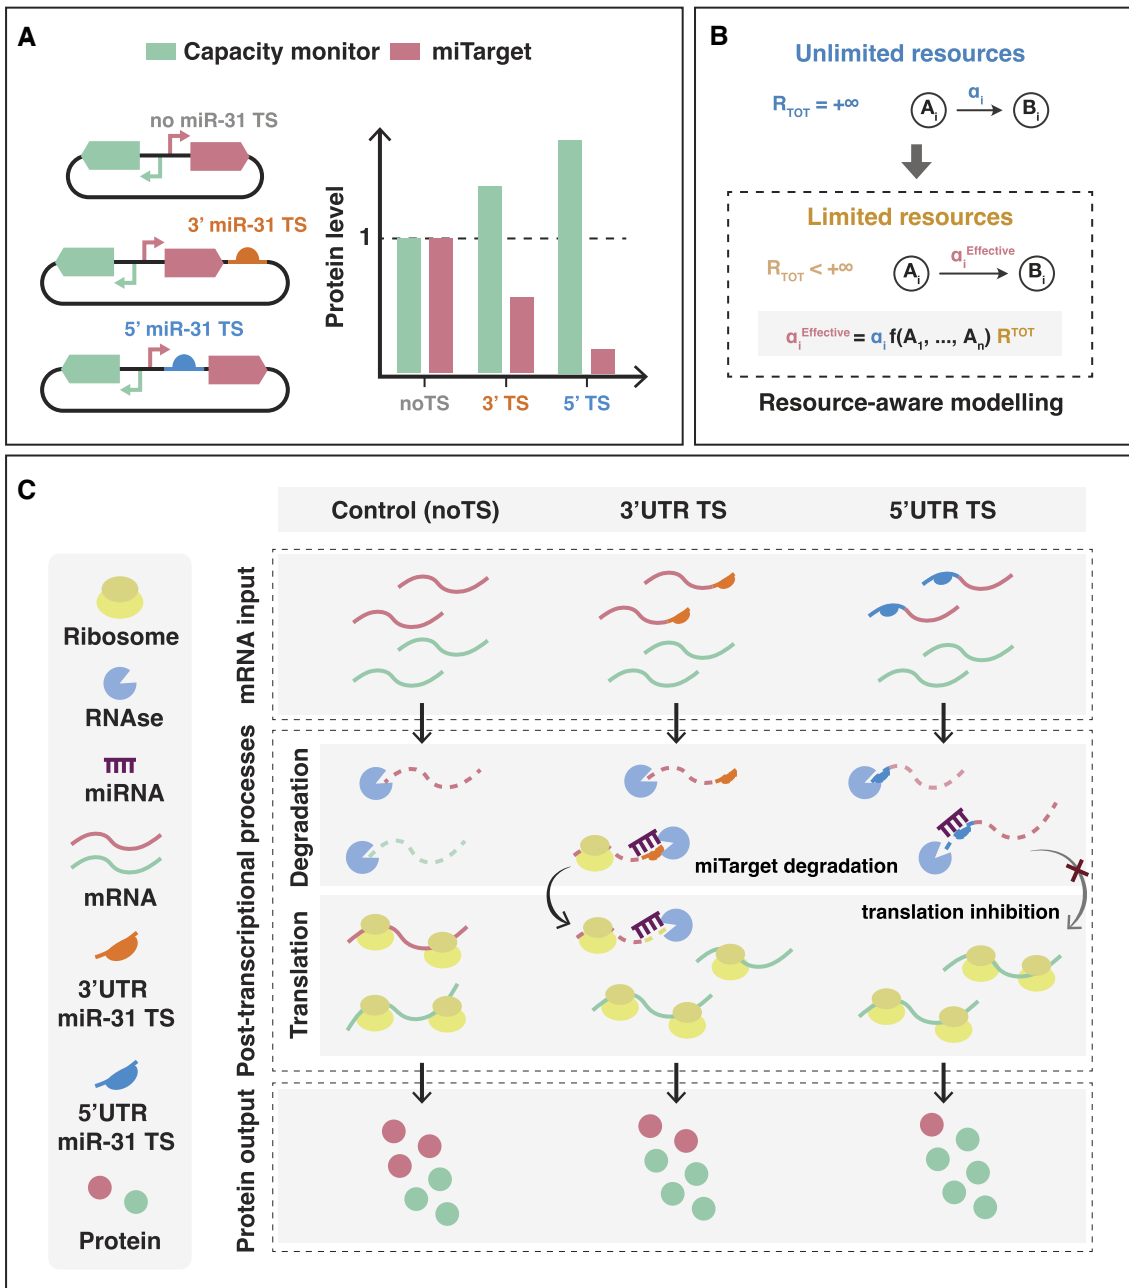 A
Capacity monitor
miTarget
no miR-31 TS
3' miR-31 TS
5' miR-31 TS
Protein level
1
noTS
3' TS
5' TS
B
Unlimited resources
R_TOT = +∞
A_i
α_i
B_i
Limited resources
R_TOT < +∞
A_i
α_i^Effective
B_i
α_i^Effective = α_i f(A_1, ..., A_n) R^TOT
Resource-aware modelling
C
Control (noTS)
3'UTR TS
5'UTR TS
Ribosome
RNAse
miRNA
mRNA
3'UTR
miR-31 TS
5'UTR
miR-31 TS
Protein
mRNA input
Post-transcriptional processes
Degradation
miTarget degradation
translation inhibition
Translation
Protein output